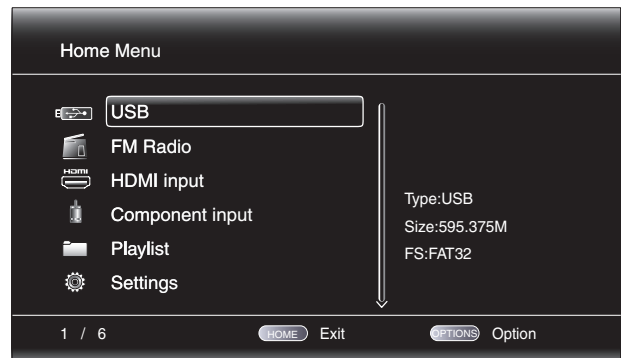 Home Menu
USB
FM Radio
HDMI
HDMI input
Component input
Playlist
Settings
Type:USB
Size:595.375M
FS:FAT32
1 / 6
HOME Exit
OPTIONS Option